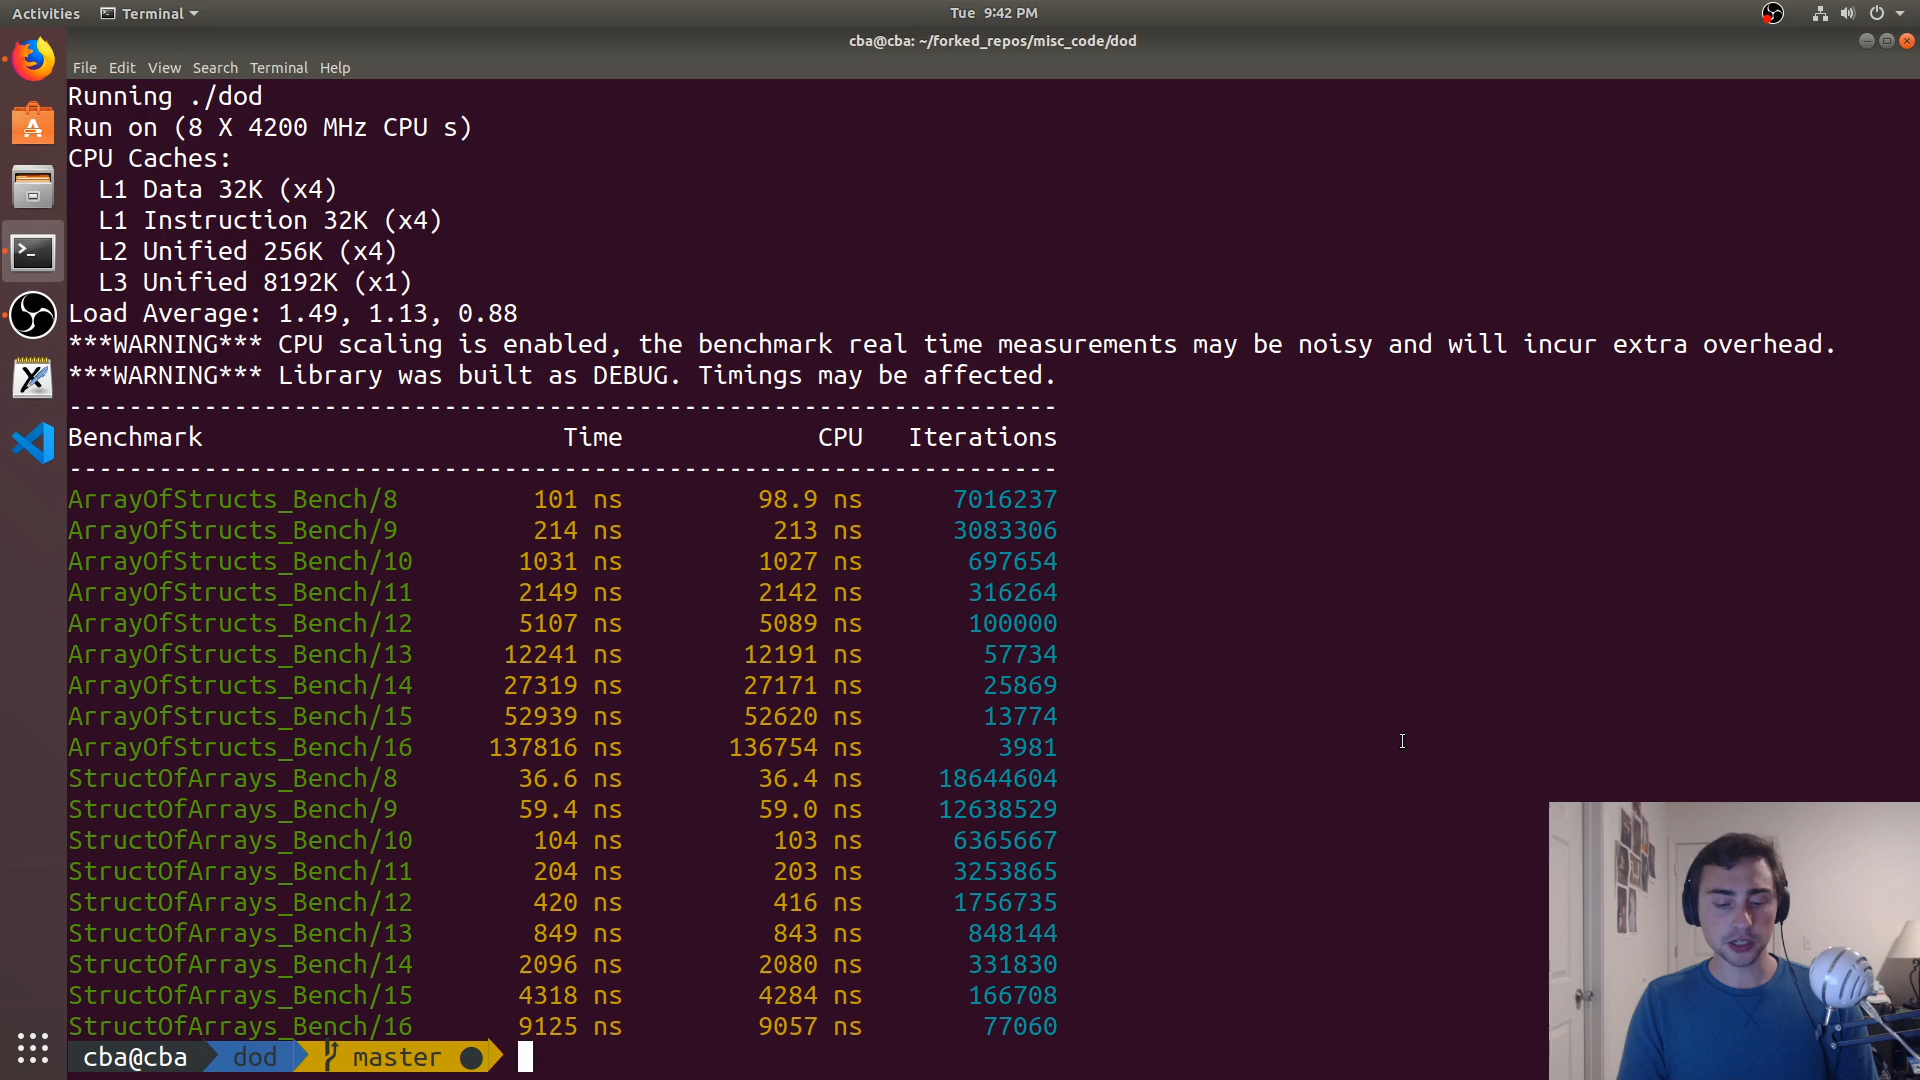 Activities Terminal Tue 9:42 PM
cba@cba: ~/forked_repos/misc_code/dod
File Edit View Search Terminal Help
Running ./dod
Run on (8 X 4200 MHz CPU s)
CPU Caches:
L1 Data 32K (x4)
L1 Instruction 32K (x4)
L2 Unified 256K (x4)
L3 Unified 8192K (x1)
Load Average: 1.49, 1.13, 0.88
***WARNING*** CPU scaling is enabled, the benchmark real time measurements may be noisy and will incur extra overhead.
***WARNING*** Library was built as DEBUG. Timings may be affected.
------------------------------------------------------------------
Benchmark Time CPU Iterations
------------------------------------------------------------------
ArrayOfStructs_Bench/8 101 ns 98.9 ns 7016237
ArrayOfStructs_Bench/9 214 ns 213 ns 3083306
ArrayOfStructs_Bench/10 1031 ns 1027 ns 697654
ArrayOfStructs_Bench/11 2149 ns 2142 ns 316264
ArrayOfStructs_Bench/12 5107 ns 5089 ns 100000
ArrayOfStructs_Bench/13 12241 ns 12191 ns 57734
ArrayOfStructs_Bench/14 27319 ns 27171 ns 25869
ArrayOfStructs_Bench/15 52939 ns 52620 ns 13774
ArrayOfStructs_Bench/16 137816 ns 136754 ns 3981
StructOfArrays_Bench/8 36.6 ns 36.4 ns 18644604
StructOfArrays_Bench/9 59.4 ns 59.0 ns 12638529
StructOfArrays_Bench/10 104 ns 103 ns 6365667
StructOfArrays_Bench/11 204 ns 203 ns 3253865
StructOfArrays_Bench/12 420 ns 416 ns 1756735
StructOfArrays_Bench/13 849 ns 843 ns 848144
StructOfArrays_Bench/14 2096 ns 2080 ns 331830
StructOfArrays_Bench/15 4318 ns 4284 ns 166708
StructOfArrays_Bench/16 9125 ns 9057 ns 77060
cba@cba dod master